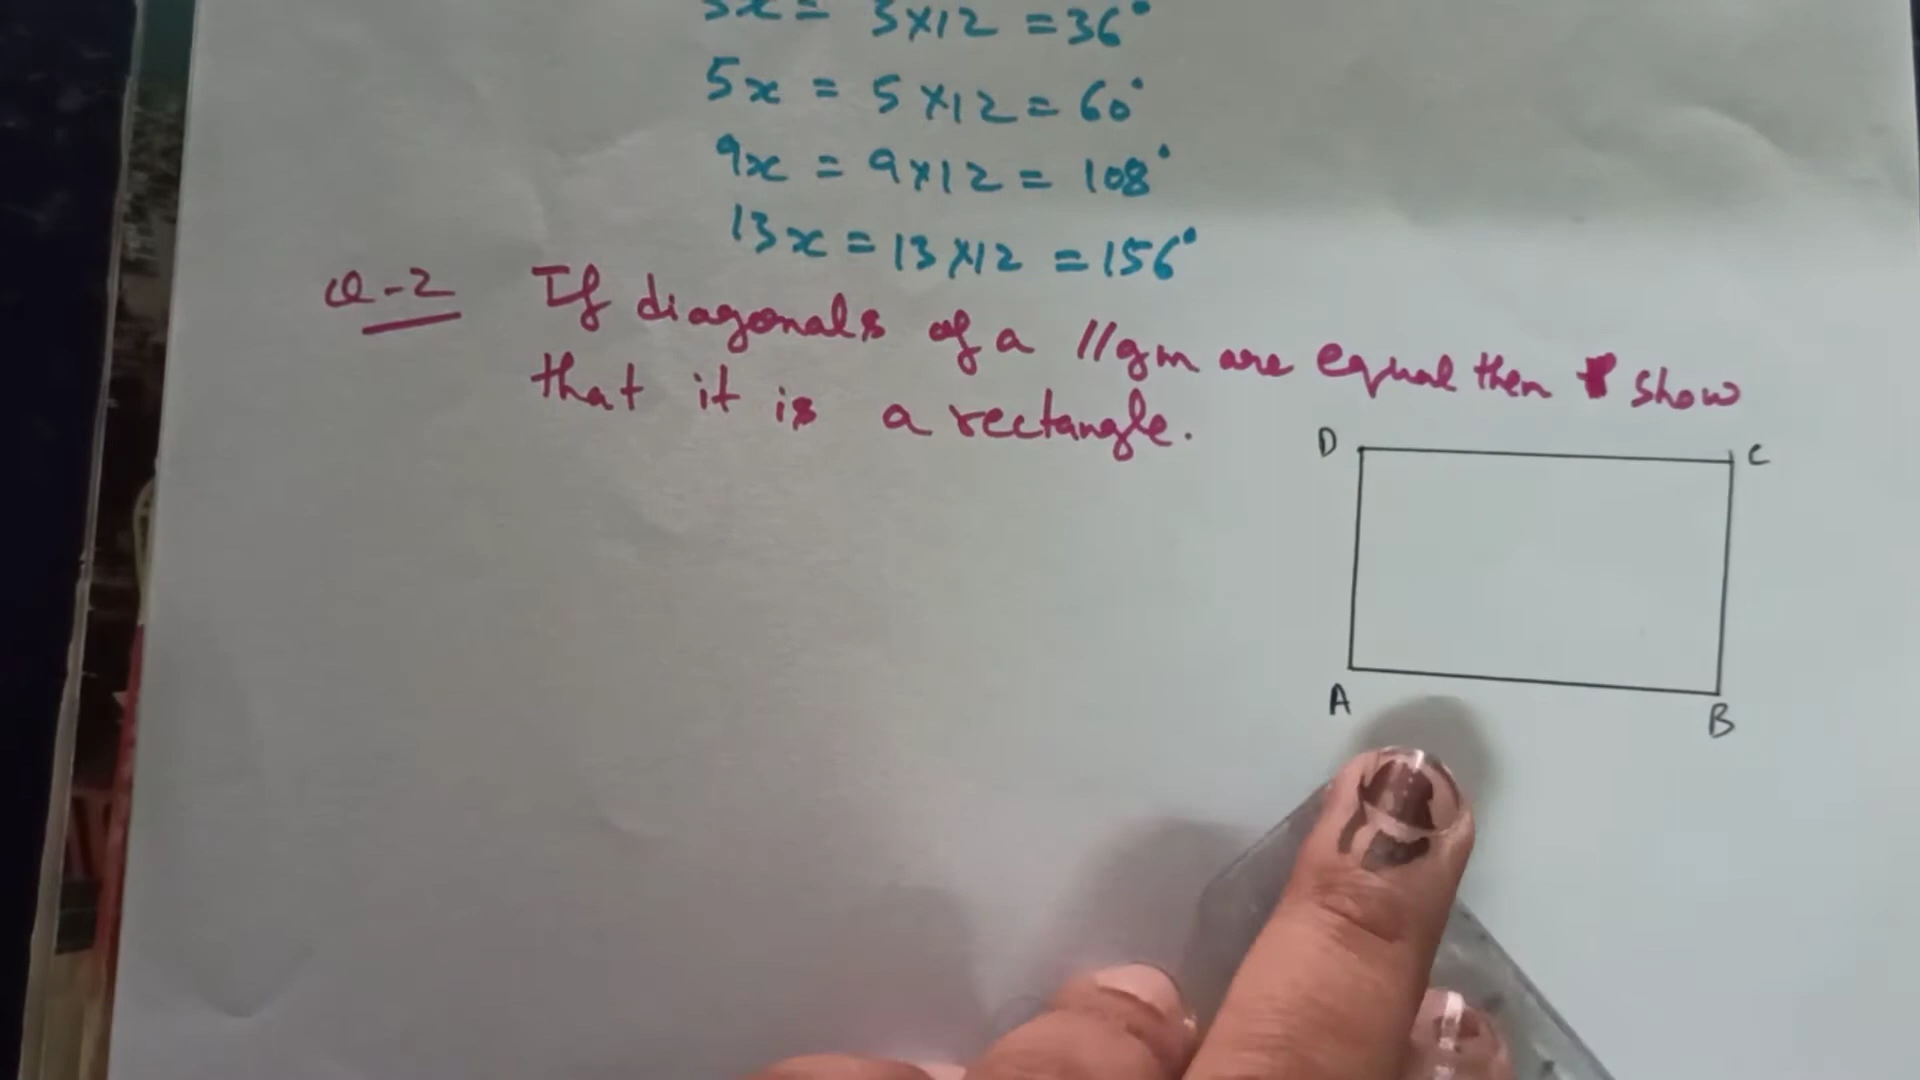 3x = 3×12 = 36°
5x = 5×12 = 60°
9x = 9×12 = 108°
13x = 13×12 = 156°
Q-2 If diagonals of a //gm are equal then show
that it is a rectangle.
D C
A B